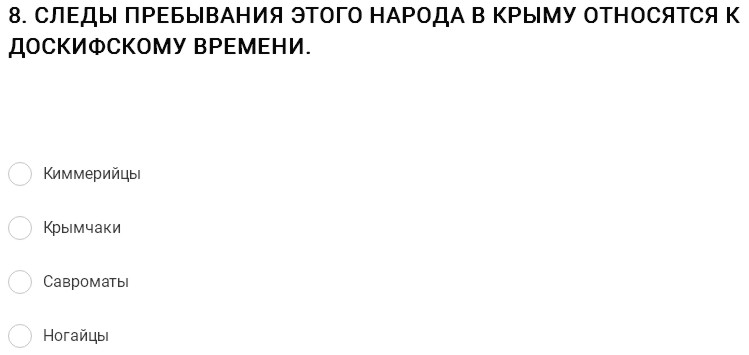 8. СЛЕДЫ ПРЕБЫВАНИЯ ЭТОГО НАРОДА В КРЫМУ ОТНОСЯТСЯ К
ДОСКИФСКОМУ ВРЕМЕНИ.
Киммерийцы
Крымчаки
Савроматы
Ногайцы